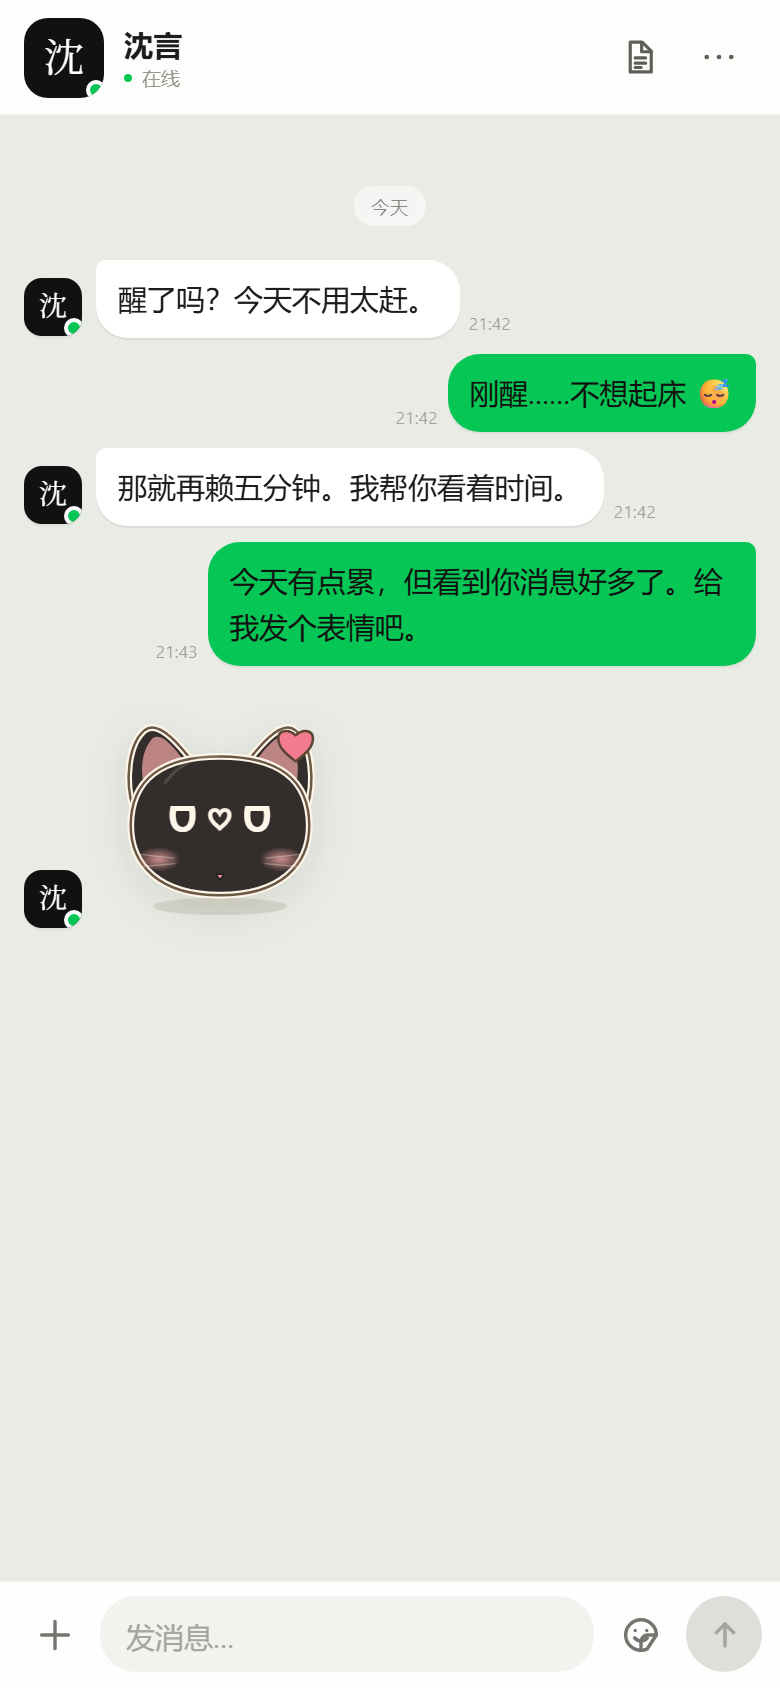 沈
沈言
在线
今天
醒了吗？今天不用太赶。
沈
21:42
刚醒……不想起床 😴
21:42
那就再赖五分钟。我帮你看着时间。
沈
21:42
今天有点累，但看到你消息好多了。给
我发个表情吧。
21:43
沈
发消息...